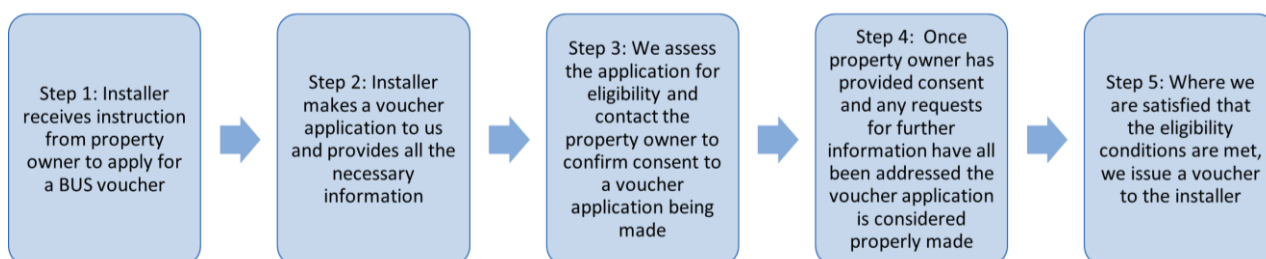 Step 1: Installer
receives instruction
from property
owner to apply for
a BUS voucher
Step 2: Installer
makes a voucher
application to us
and provides all the
necessary
information
Step 3: We assess
the application for
eligibility and
contact the
property owner to
confirm consent to
a voucher
application being
made
Step 4: Once
property owner has
provided consent
and any requests
for further
information have all
been addressed the
voucher application
is considered
properly made
Step 5: Where we
are satisfied that
the eligibility
conditions are met,
we issue a voucher
to the installer